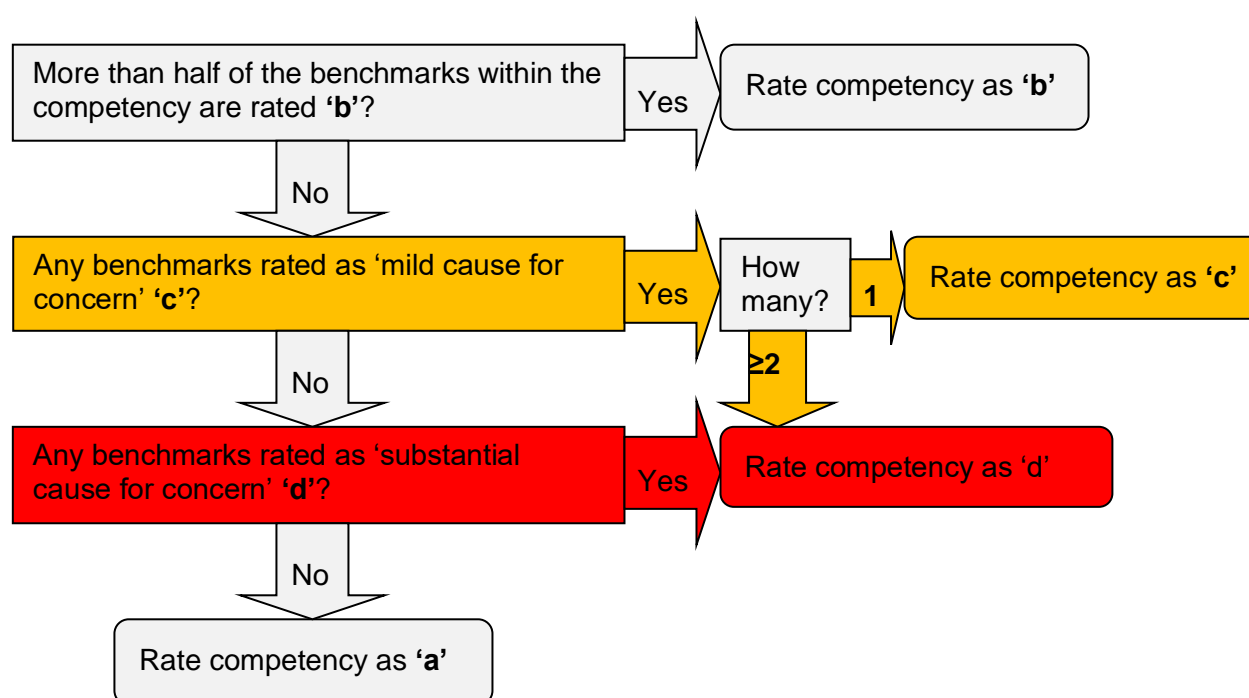 More than half of the benchmarks within the
competency are rated ‘b’?
Yes
Rate competency as ‘b’
No
Any benchmarks rated as ‘mild cause for
concern’ ‘c’?
Yes
How
many?
1
Rate competency as ‘c’
≥2
No
Any benchmarks rated as ‘substantial
cause for concern’ ‘d’?
Yes
Rate competency as ‘d’
No
Rate competency as ‘a’